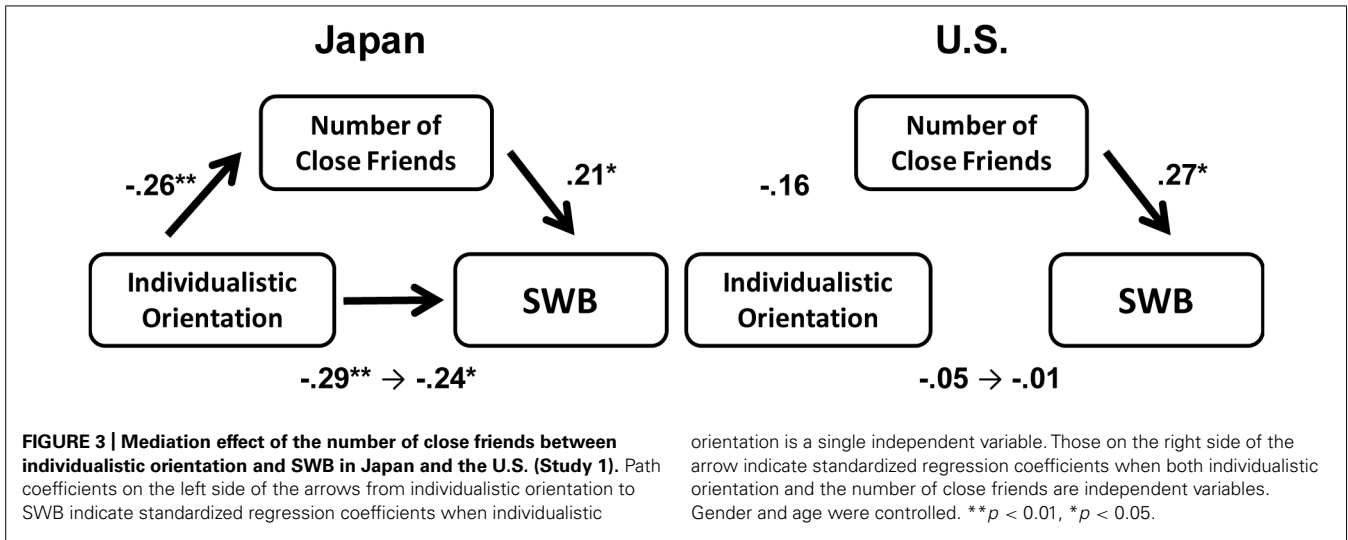 Japan
Number of
Close Friends
-.26**
.21*
Individualistic
Orientation
SWB
-.29** → -.24*
U.S.
Number of
Close Friends
-.16
.27*
Individualistic
Orientation
SWB
-.05 → -.01
FIGURE 3 | Mediation effect of the number of close friends between
individualistic orientation and SWB in Japan and the U.S. (Study 1). Path
coefficients on the left side of the arrows from individualistic orientation to
SWB indicate standardized regression coefficients when individualistic
orientation is a single independent variable. Those on the right side of the
arrow indicate standardized regression coefficients when both individualistic
orientation and the number of close friends are independent variables.
Gender and age were controlled. **p < 0.01, *p < 0.05.